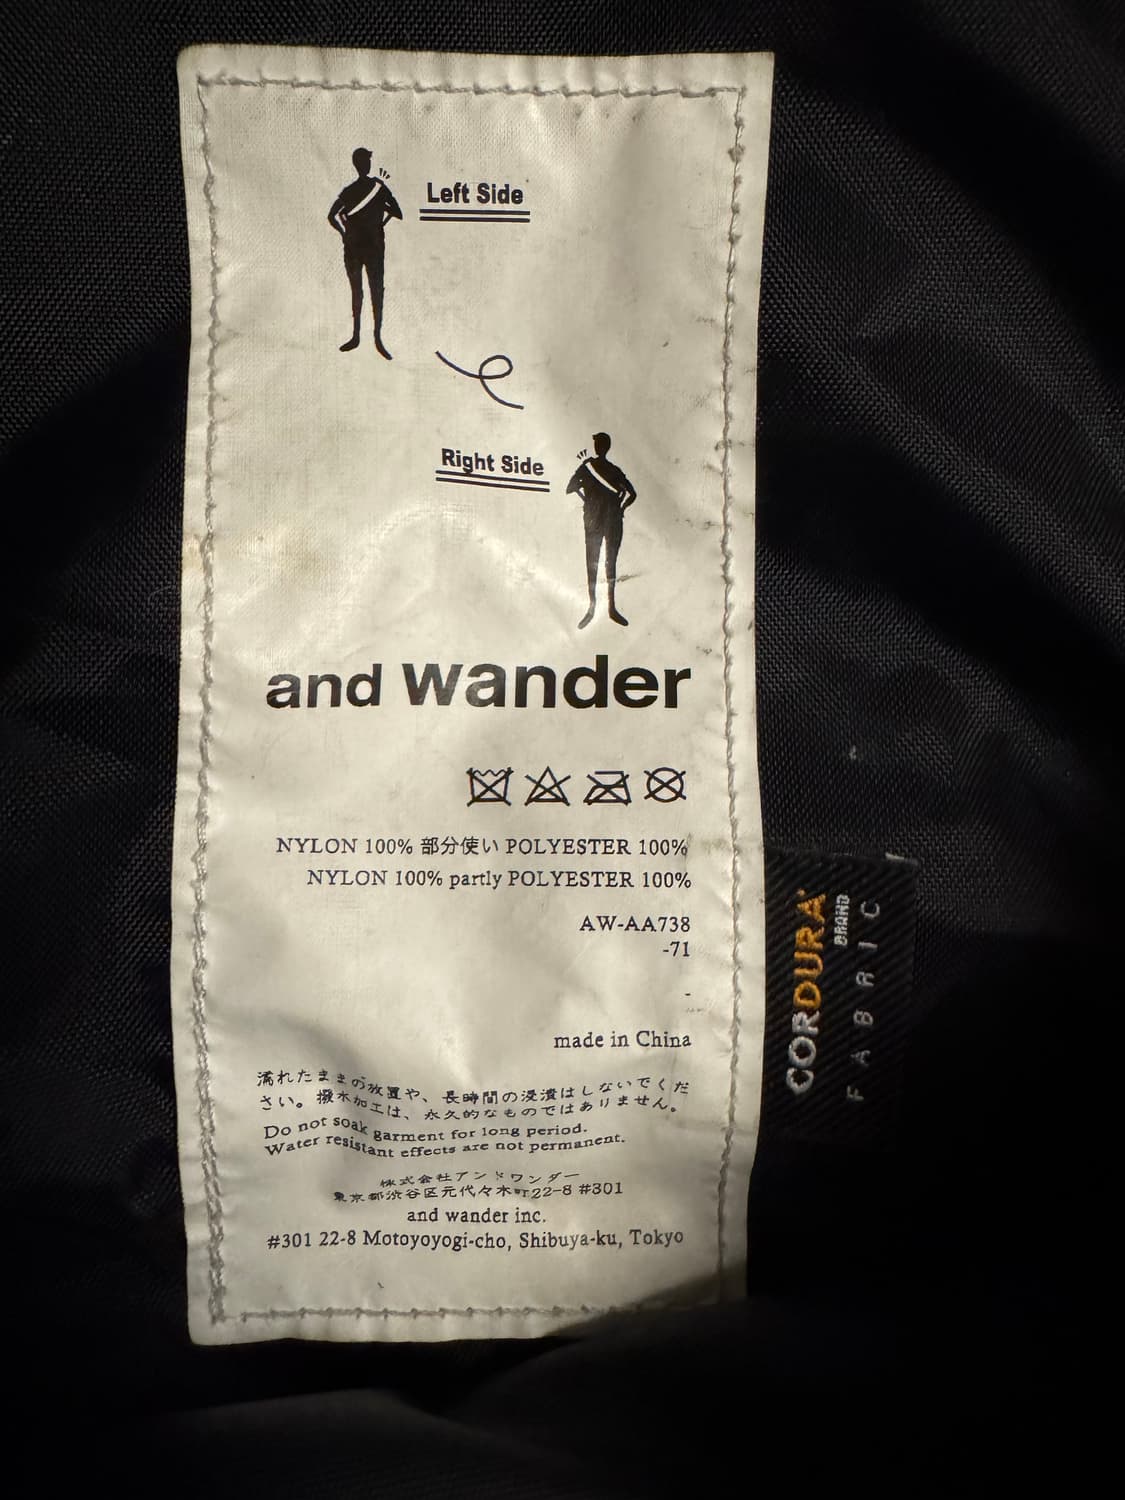 Left Side
Right Side
and wander
NYLON 100% 部分使い POLYESTER 100%
NYLON 100% partly POLYESTER 100%
AW-AA738
-71
-
made in China
濡れたままの放置や、長時間の浸漬はしないでくだ
さい。撥水加工は、永久的なものではありません。
Do not soak garment for long period.
Water resistant effects are not permanent.
株式会社アンドワンダー
東京都渋谷区元代々木町22-8 #301
and wander inc.
#301 22-8 Motoyoyogi-cho, Shibuya-ku, Tokyo
CORDURA
BRAND
FABRIC